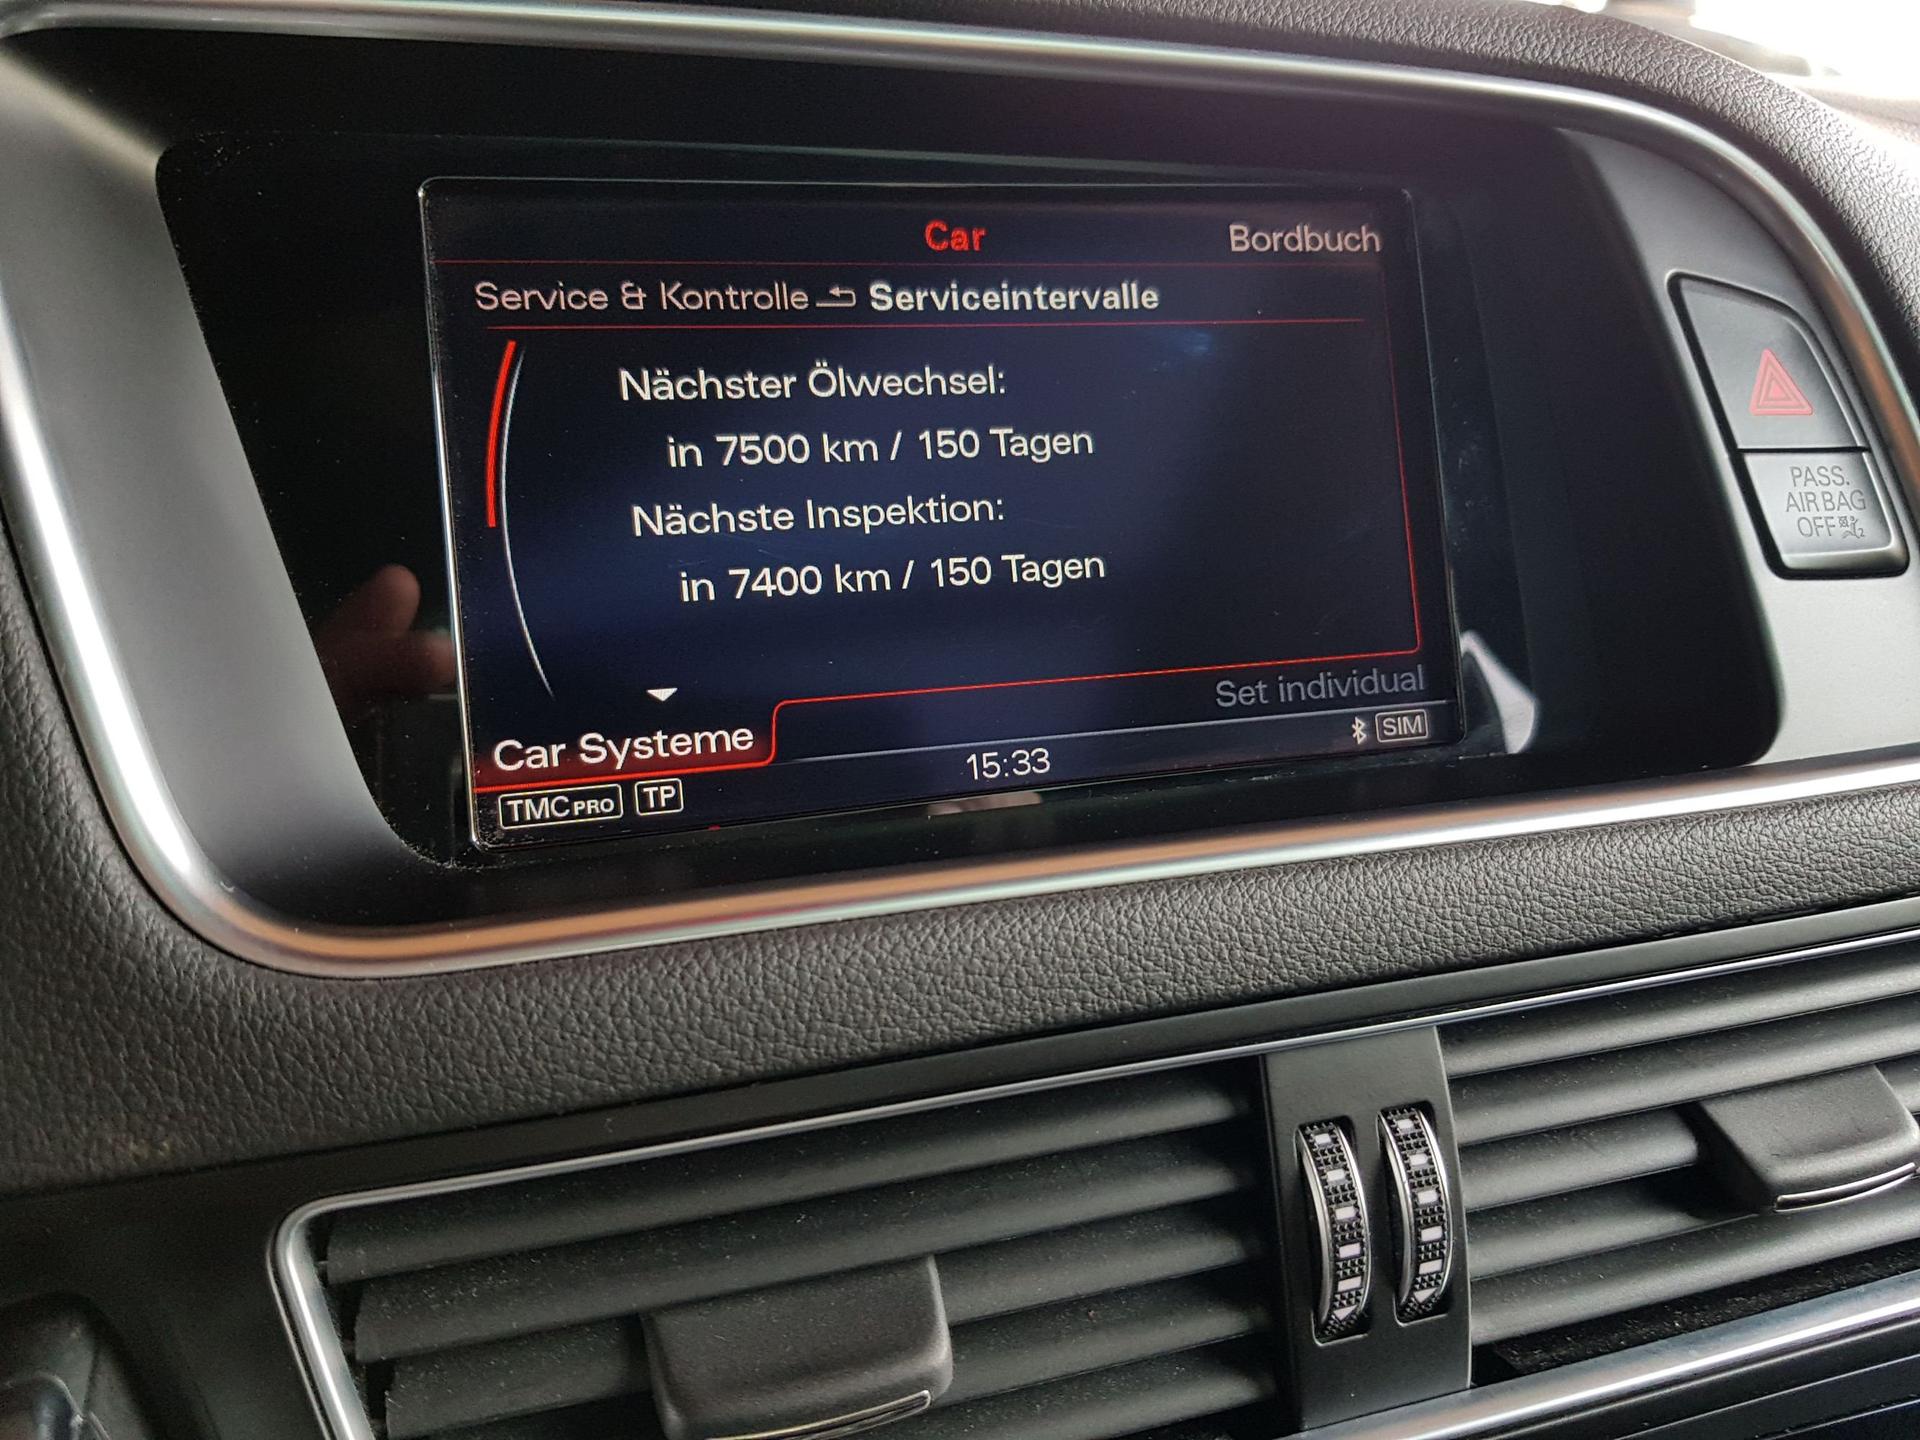 Car
Bordbuch
Service & Kontrolle Serviceintervalle
Nächster Ölwechsel:
in 7500 km / 150 Tagen
Nächste Inspektion:
in 7400 km / 150 Tagen
Set individual
Car Systeme
SIM
15:33
TMC PRO TP
PASS.
AIR BAG
OFF